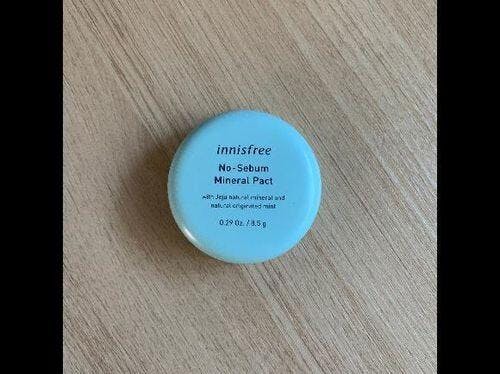 innisfree
No-Sebum
Mineral Pact
with Jeju natural mineral and
natural originated mint
0.29 Oz. / 8.5 g